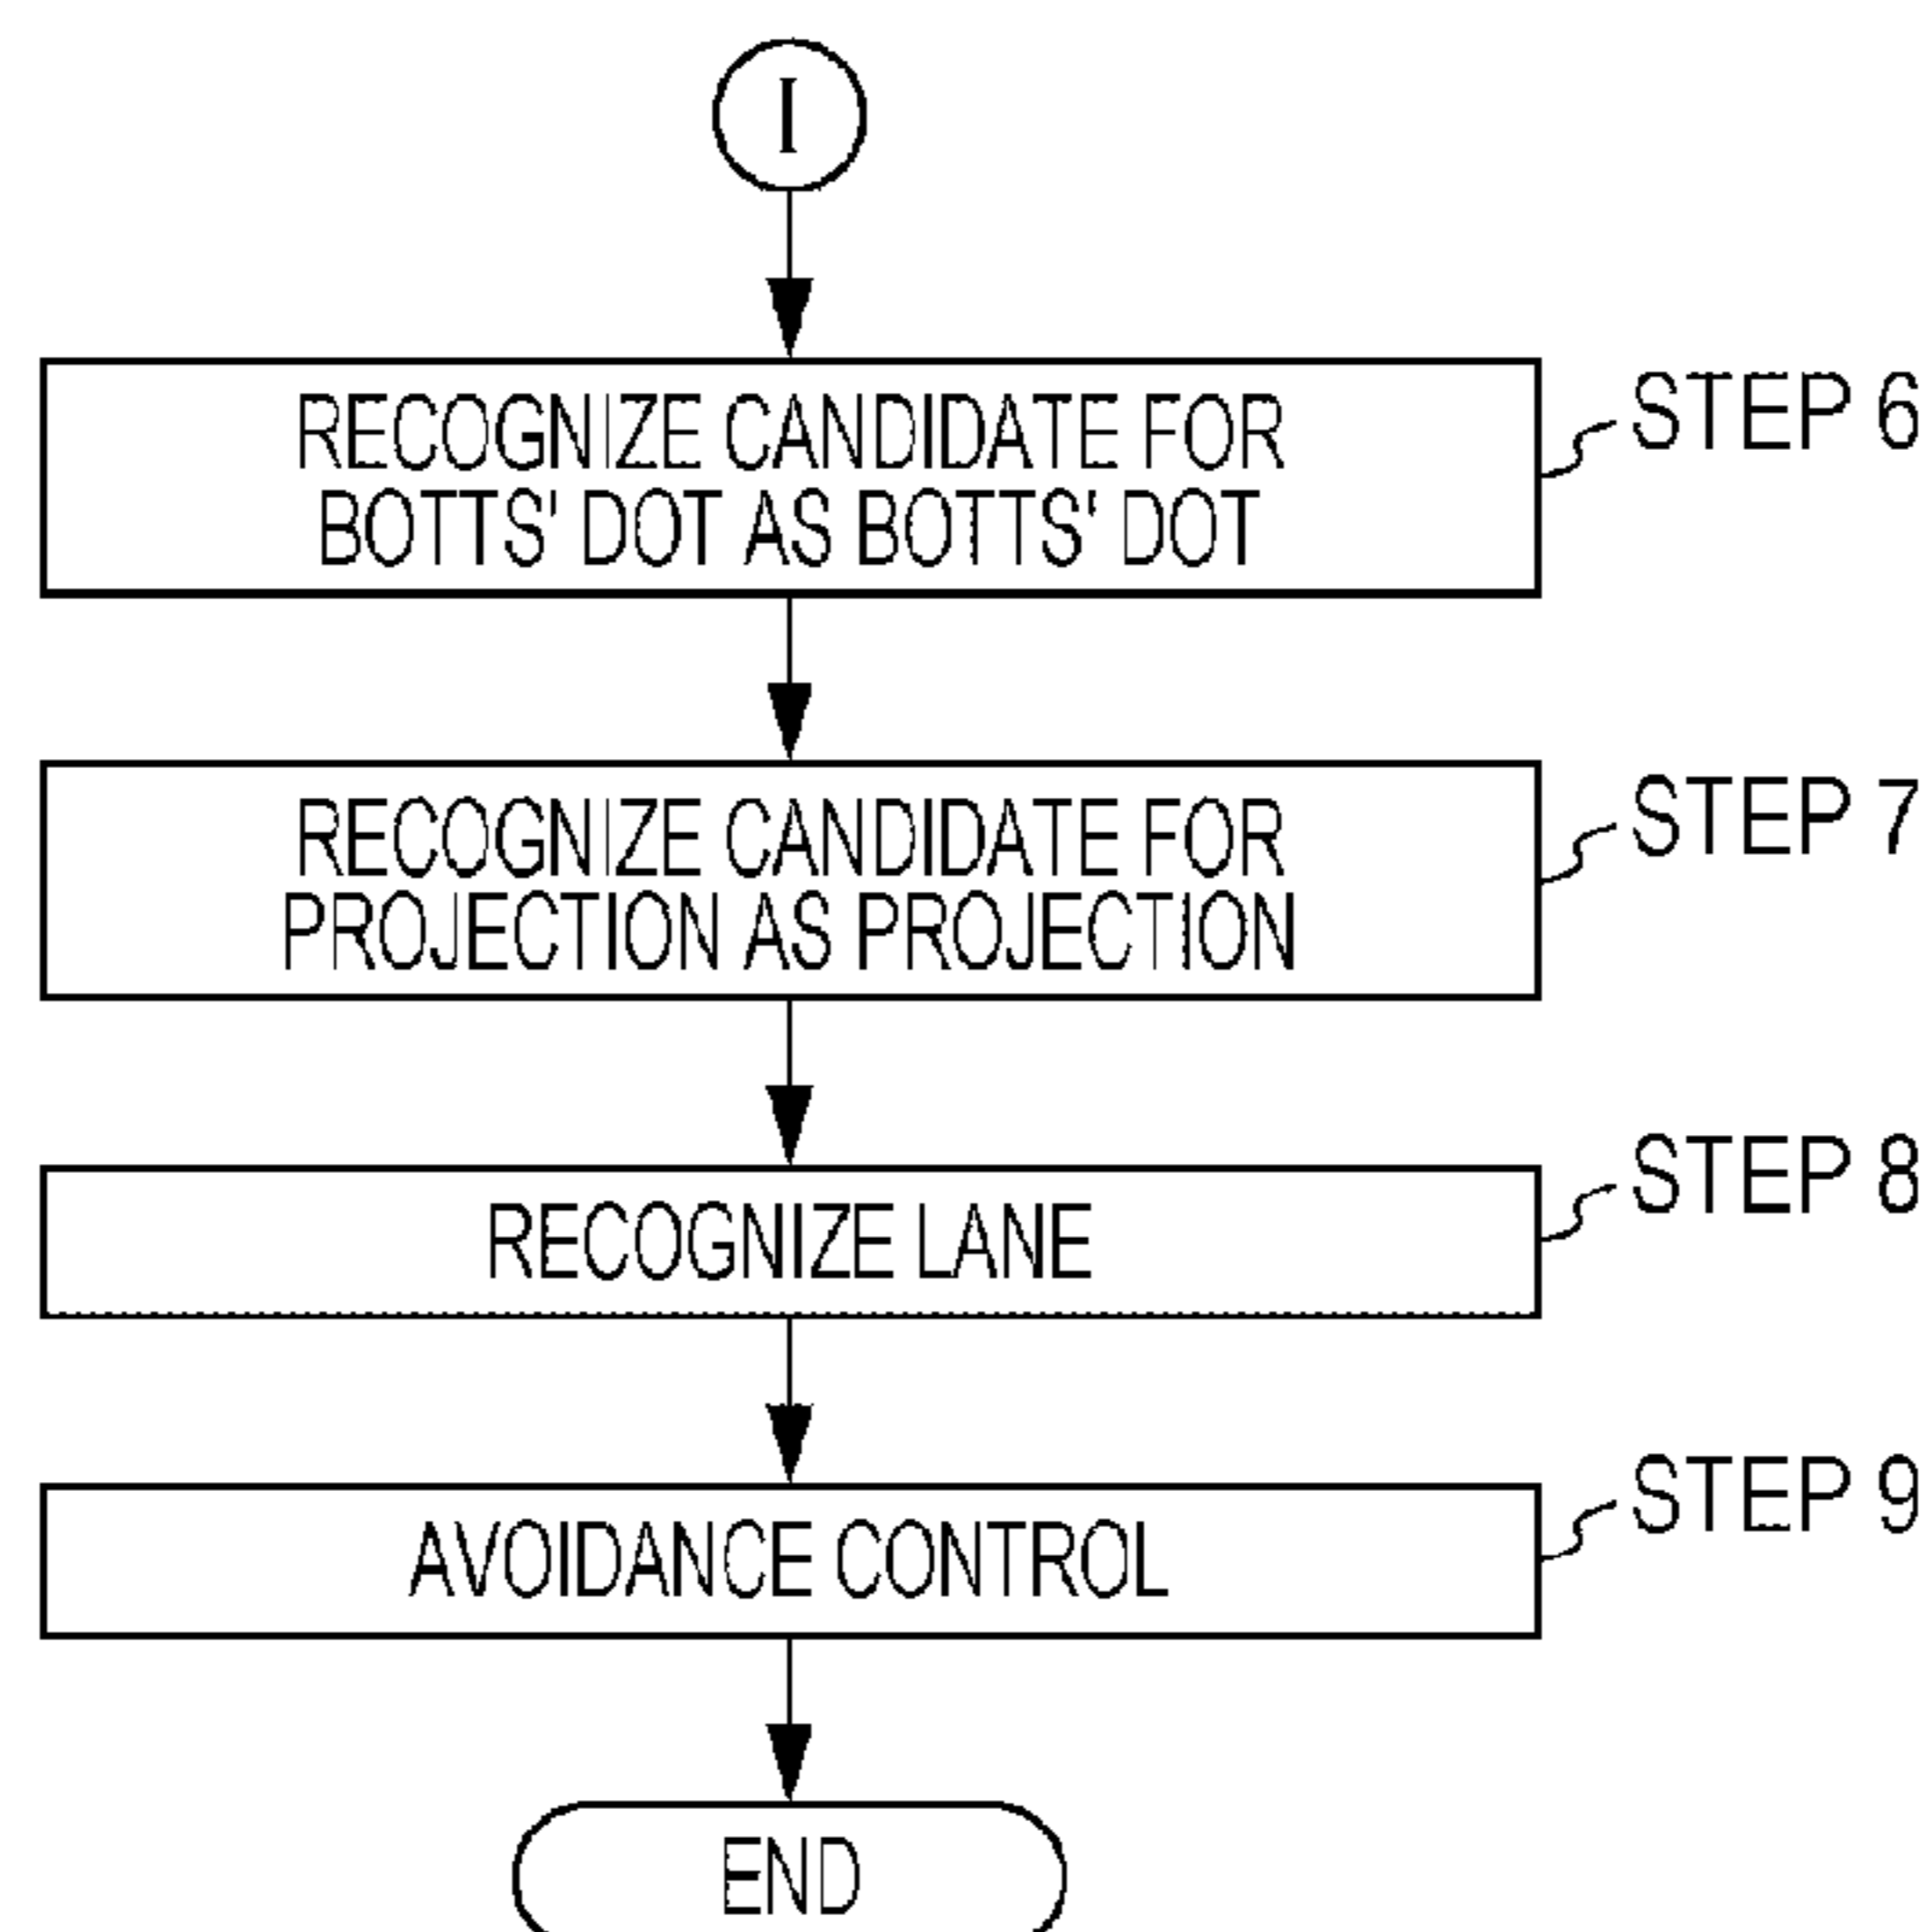 I
RECOGNIZE CANDIDATE FOR
BOTTS' DOT AS BOTTS' DOT
STEP 6
RECOGNIZE CANDIDATE FOR
PROJECTION AS PROJECTION
STEP 7
RECOGNIZE LANE
STEP 8
AVOIDANCE CONTROL
STEP 9
END